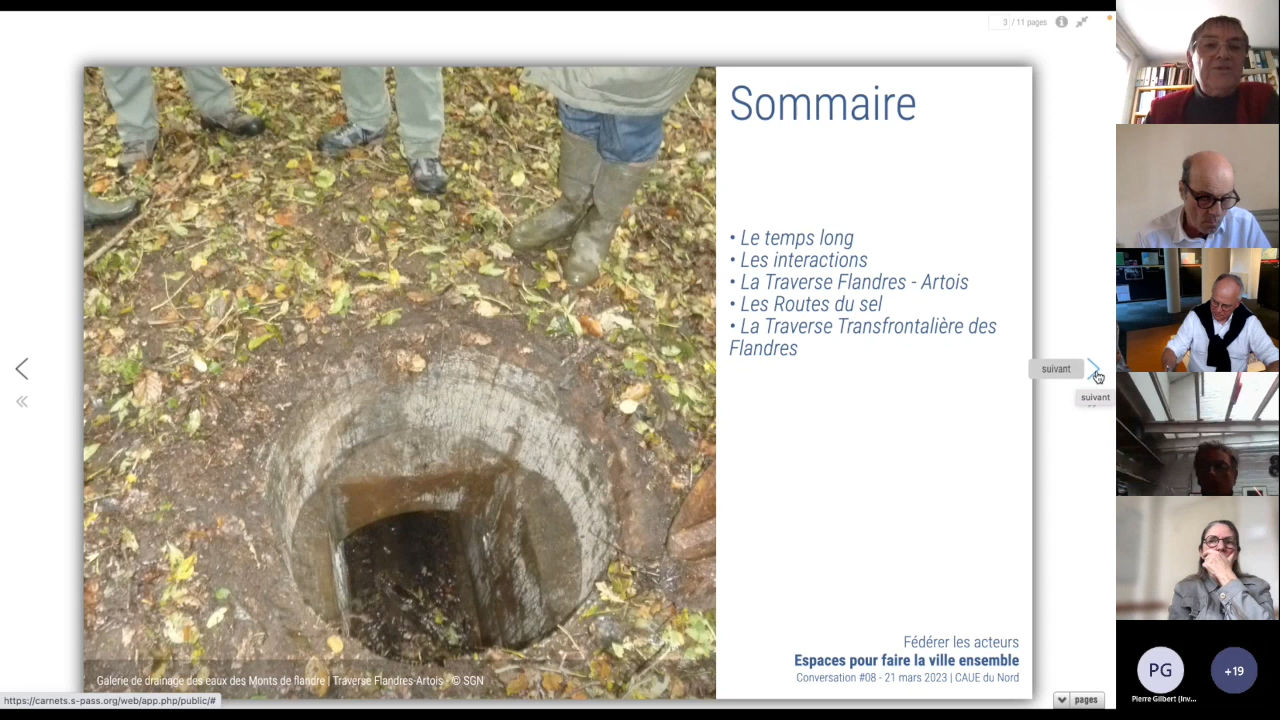 3 / 11 pages
Sommaire
• Le temps long
• Les interactions
• La Traverse Flandres - Artois
• Les Routes du sel
• La Traverse Transfrontalière des
Flandres
suivant
suivant
Fédérer les acteurs
Espaces pour faire la ville ensemble
Conversation #08 - 21 mars 2023 | CAUE du Nord
Galerie de drainage des eaux des Monts de flandre | Traverse Flandres-Artois - © SGN
https://carnets.s-pass.org/web/app.php/public/#
pages
PG
+19
Pierre Gilbert (Inv...